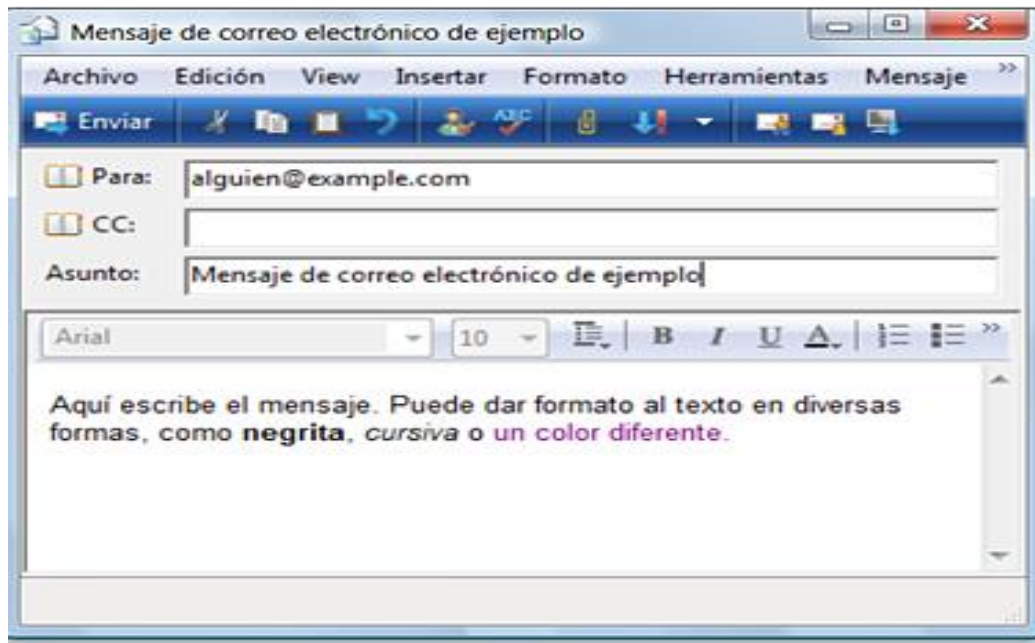 Mensaje de correo electrónico de ejemplo
Archivo Edición View Insertar Formato Herramientas Mensaje »
Enviar ABC
Para: alguien@example.com
CC:
Asunto: Mensaje de correo electrónico de ejemplo
Arial 10 B I U A »
Aquí escribe el mensaje. Puede dar formato al texto en diversas
formas, como negrita, cursiva o un color diferente.